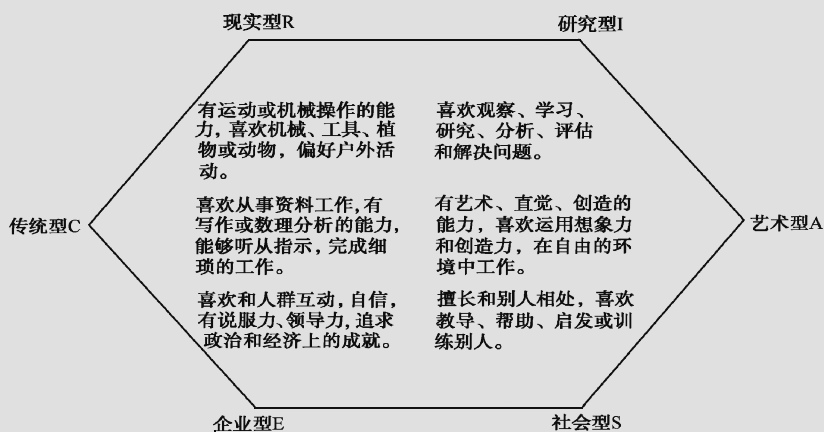 现实型R
研究型I
有运动或机械操作的能
力，喜欢机械、工具、植
物或动物，偏好户外活
动。
喜欢观察、学习、
研究、分析、评估
和解决问题。
传统型C
喜欢从事资料工作，有
写作或数理分析的能力，
能够听从指示，完成细
琐的工作。
有艺术、直觉、创造的
能力，喜欢运用想象力
和创造力，在自由的环
境中工作。
艺术型A
喜欢和人群互动，自信，
有说服力、领导力，追求
政治和经济上的成就。
擅长和别人相处，喜欢
教导、帮助、启发或训
练别人。
企业型E
社会型S